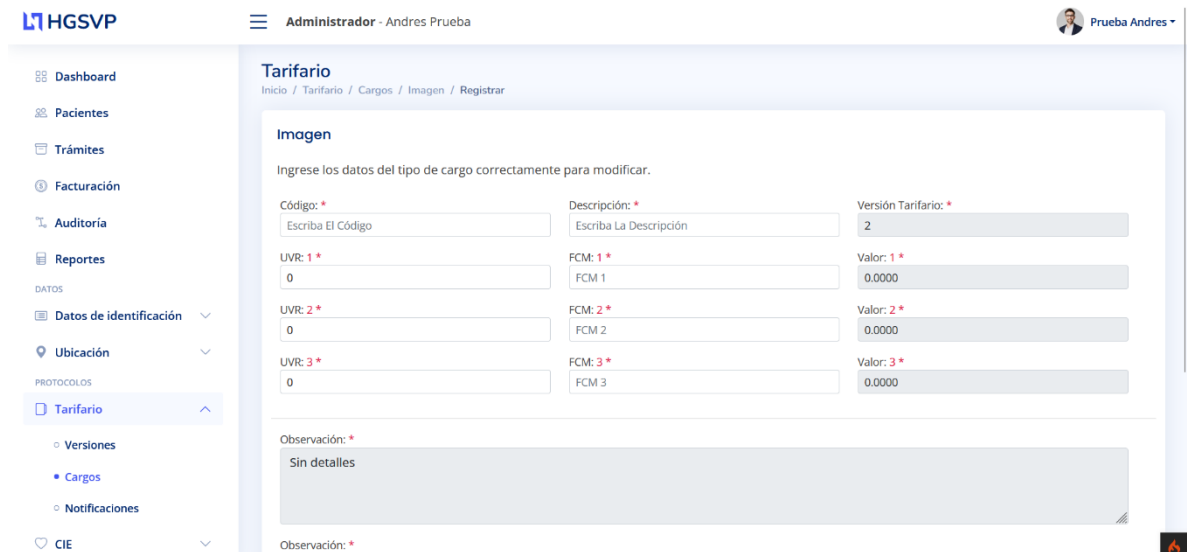 HGSVP
Administrador - Andres Prueba
Prueba Andres
Dashboard
Pacientes
Trámites
Facturación
Auditoría
Reportes
DATOS
Datos de identificación
Ubicación
PROTOCOLOS
Tarifario
Versiones
Cargos
Notificaciones
CIE
Tarifario
Inicio / Tarifario / Cargos / Imagen / Registrar
Imagen
Ingrese los datos del tipo de cargo correctamente para modificar.
Código: * Descripción: * Versión Tarifario: *
Escriba El Código Escriba La Descripción 2
UVR: 1 * FCM: 1 * Valor: 1 *
0 FCM 1 0.0000
UVR: 2 * FCM: 2 * Valor: 2 *
0 FCM 2 0.0000
UVR: 3 * FCM: 3 * Valor: 3 *
0 FCM 3 0.0000
Observación: *
Sin detalles
Observación: *